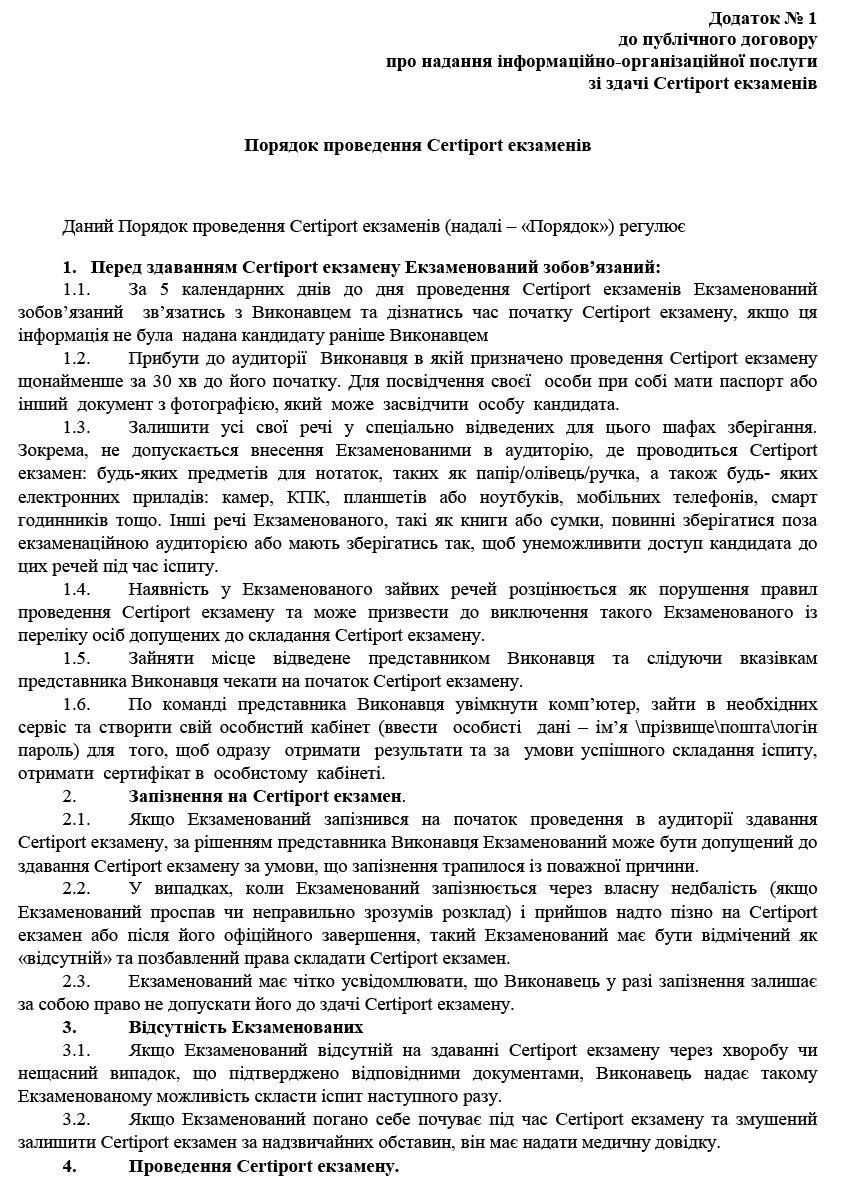 Додаток № 1
до публічного договору
про надання інформаційно-організаційної послуги
зі здачі Certiport екзаменів
Порядок проведення Certiport екзаменів
Даний Порядок проведення Certiport екзаменів (надалі – «Порядок») регулює
1. Перед здаванням Certiport екзамену Екзаменований зобов’язаний:
1.1. За 5 календарних днів до дня проведення Certiport екзаменів Екзаменований
зобов’язаний зв’язатись з Виконавцем та дізнатись час початку Certiport екзамену, якщо ця
інформація не була надана кандидату раніше Виконавцем
1.2. Прибути до аудиторії Виконавця в якій призначено проведення Certiport екзамену
щонайменше за 30 хв до його початку. Для посвідчення своєї особи при собі мати паспорт або
інший документ з фотографією, який може засвідчити особу кандидата.
1.3. Залишити усі свої речі у спеціально відведених для цього шафах зберігання.
Зокрема, не допускається внесення Екзаменованими в аудиторію, де проводиться Certiport
екзамен: будь-яких предметів для нотаток, таких як папір/олівець/ручка, а також будь- яких
електронних приладів: камер, КПК, планшетів або ноутбуків, мобільних телефонів, смарт
годинників тощо. Інші речі Екзаменованого, такі як книги або сумки, повинні зберігатися поза
екзаменаційною аудиторією або мають зберігатись так, щоб унеможливити доступ кандидата до
цих речей під час іспиту.
1.4. Наявність у Екзаменованого зайвих речей розцінюється як порушення правил
проведення Certiport екзамену та може призвести до виключення такого Екзаменованого із
переліку осіб допущених до складання Certiport екзамену.
1.5. Зайняти місце відведене представником Виконавця та слідуючи вказівкам
представника Виконавця чекати на початок Certiport екзамену.
1.6. По команді представника Виконавця увімкнути комп’ютер, зайти в необхідних
сервіс та створити свій особистий кабінет (ввести особисті дані – ім’я \прізвище\пошта\логін
пароль) для того, щоб одразу отримати результати та за умови успішного складання іспиту,
отримати сертифікат в особистому кабінеті.
2. Запізнення на Certiport екзамен.
2.1. Якщо Екзаменований запізнився на початок проведення в аудиторії здавання
Certiport екзамену, за рішенням представника Виконавця Екзаменований може бути допущений до
здавання Certiport екзамену за умови, що запізнення трапилося із поважної причини.
2.2. У випадках, коли Екзаменований запізнюється через власну недбалість (якщо
Екзаменований проспав чи неправильно зрозумів розклад) і прийшов надто пізно на Certiport
екзамен або після його офіційного завершення, такий Екзаменований має бути відмічений як
«відсутній» та позбавлений права складати Certiport екзамен.
2.3. Екзаменований має чітко усвідомлювати, що Виконавець у разі запізнення залишає
за собою право не допускати його до здачі Certiport екзамену.
3. Відсутність Екзаменованих
3.1. Якщо Екзаменований відсутній на здаванні Certiport екзамену через хворобу чи
нещасний випадок, що підтверджено відповідними документами, Виконавець надає такому
Екзаменованому можливість скласти іспит наступного разу.
3.2. Якщо Екзаменований погано себе почуває під час Certiport екзамену та змушений
залишити Certiport екзамен за надзвичайних обставин, він має надати медичну довідку.
4. Проведення Certiport екзамену.